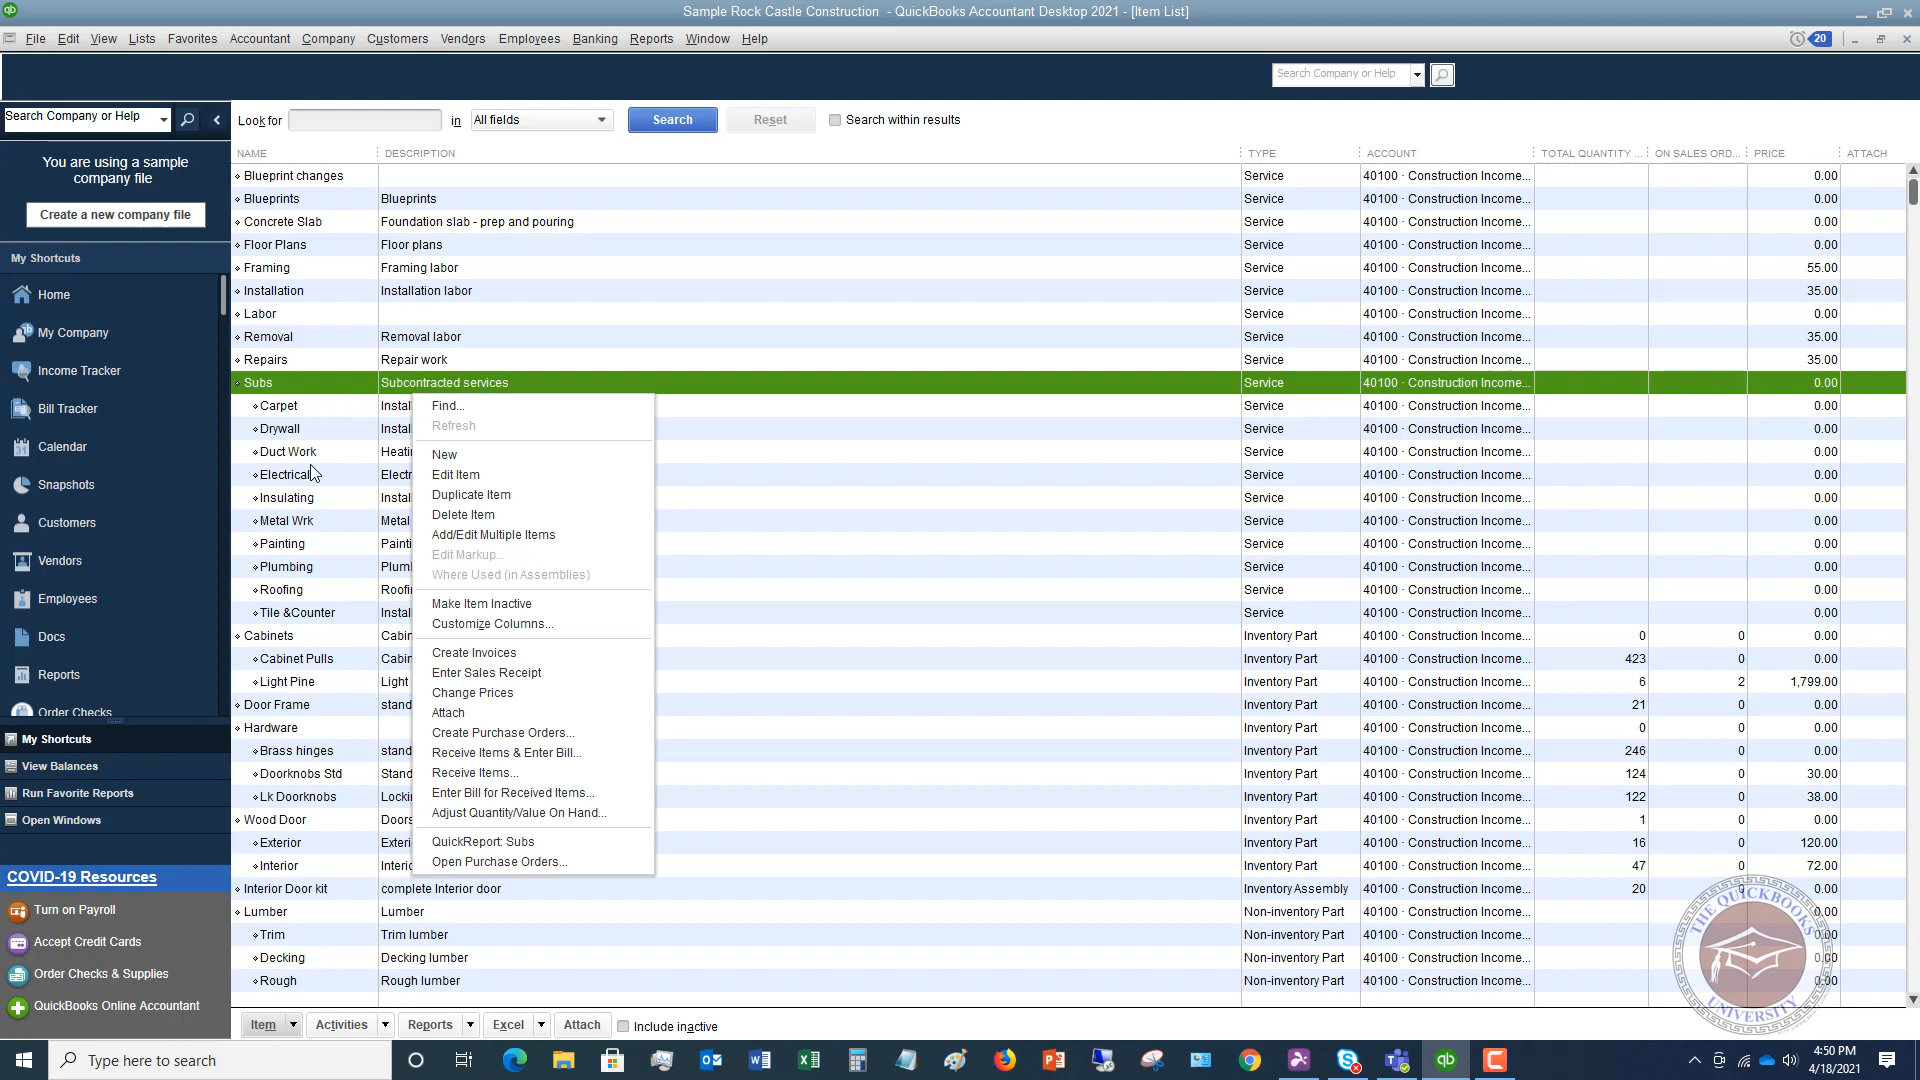 Sample Rock Castle Construction - QuickBooks Accountant Desktop 2021 - [Item List]
File Edit View Lists Favorites Accountant Company Customers Vendors Employees Banking Reports Window Help 20
Search Company or Help
Search Company or Help
Look for in All fields Search Reset Search within results
You are using a sample
company file
Create a new company file
My Shortcuts
Home
My Company
Income Tracker
Bill Tracker
Calendar
Snapshots
Customers
Vendors
Employees
Docs
Reports
Order Checks
My Shortcuts
View Balances
Run Favorite Reports
Open Windows
COVID-19 Resources
Turn on Payroll
Accept Credit Cards
Order Checks & Supplies
QuickBooks Online Accountant
NAME DESCRIPTION TYPE ACCOUNT TOTAL QUANTITY ... ON SALES ORD... PRICE ATTACH
Blueprint changes Service 40100 · Construction Income... 0.00
Blueprints Blueprints Service 40100 · Construction Income... 0.00
Concrete Slab Foundation slab - prep and pouring Service 40100 · Construction Income... 0.00
Floor Plans Floor plans Service 40100 · Construction Income... 0.00
Framing Framing labor Service 40100 · Construction Income... 55.00
Installation Installation labor Service 40100 · Construction Income... 35.00
Labor Service 40100 · Construction Income... 0.00
Removal Removal labor Service 40100 · Construction Income... 35.00
Repairs Repair work Service 40100 · Construction Income... 35.00
Subs Subcontracted services Service 40100 · Construction Income... 0.00
Carpet Instal Service 40100 · Construction Income... 0.00
Drywall Instal Service 40100 · Construction Income... 0.00
Duct Work Heati Service 40100 · Construction Income... 0.00
Electrical Electr Service 40100 · Construction Income... 0.00
Insulating Instal Service 40100 · Construction Income... 0.00
Metal Wrk Metal Service 40100 · Construction Income... 0.00
Painting Painti Service 40100 · Construction Income... 0.00
Plumbing Plumb Service 40100 · Construction Income... 0.00
Roofing Roofin Service 40100 · Construction Income... 0.00
Tile &Counter Instal Service 40100 · Construction Income... 0.00
Cabinets Cabin Inventory Part 40100 · Construction Income... 0 0 0.00
Cabinet Pulls Cabin Inventory Part 40100 · Construction Income... 423 0 0.00
Light Pine Light Inventory Part 40100 · Construction Income... 6 2 1,799.00
Door Frame stand Inventory Part 40100 · Construction Income... 21 0 0.00
Hardware Inventory Part 40100 · Construction Income... 0 0 0.00
Brass hinges stand Inventory Part 40100 · Construction Income... 246 0 0.00
Doorknobs Std Stand Inventory Part 40100 · Construction Income... 124 0 30.00
Lk Doorknobs Lockin Inventory Part 40100 · Construction Income... 122 0 38.00
Wood Door Doors Inventory Part 40100 · Construction Income... 1 0 0.00
Exterior Exteri Inventory Part 40100 · Construction Income... 16 0 120.00
Interior Interio Inventory Part 40100 · Construction Income... 47 0 72.00
Interior Door kit complete Interior door Inventory Assembly 40100 · Construction Income... 20 0 0.00
Lumber Lumber Non-inventory Part 40100 · Construction Income... 0.00
Trim Trim lumber Non-inventory Part 40100 · Construction Income... 0.00
Decking Decking lumber Non-inventory Part 40100 · Construction Income...
Rough Rough lumber Non-inventory Part 40100 · Construction Income... 0.00
Find...
Refresh
New
Edit Item
Duplicate Item
Delete Item
Add/Edit Multiple Items
Edit Markup...
Where Used (in Assemblies)
Make Item Inactive
Customize Columns...
Create Invoices
Enter Sales Receipt
Change Prices
Attach
Create Purchase Orders...
Receive Items & Enter Bill...
Receive Items...
Enter Bill for Received Items...
Adjust Quantity/Value On Hand...
QuickReport: Subs
Open Purchase Orders...
THE QUICKBOOKS
UNIVERSITY
Item Activities Reports Excel Attach Include inactive
Type here to search
4:50 PM
4/18/2021